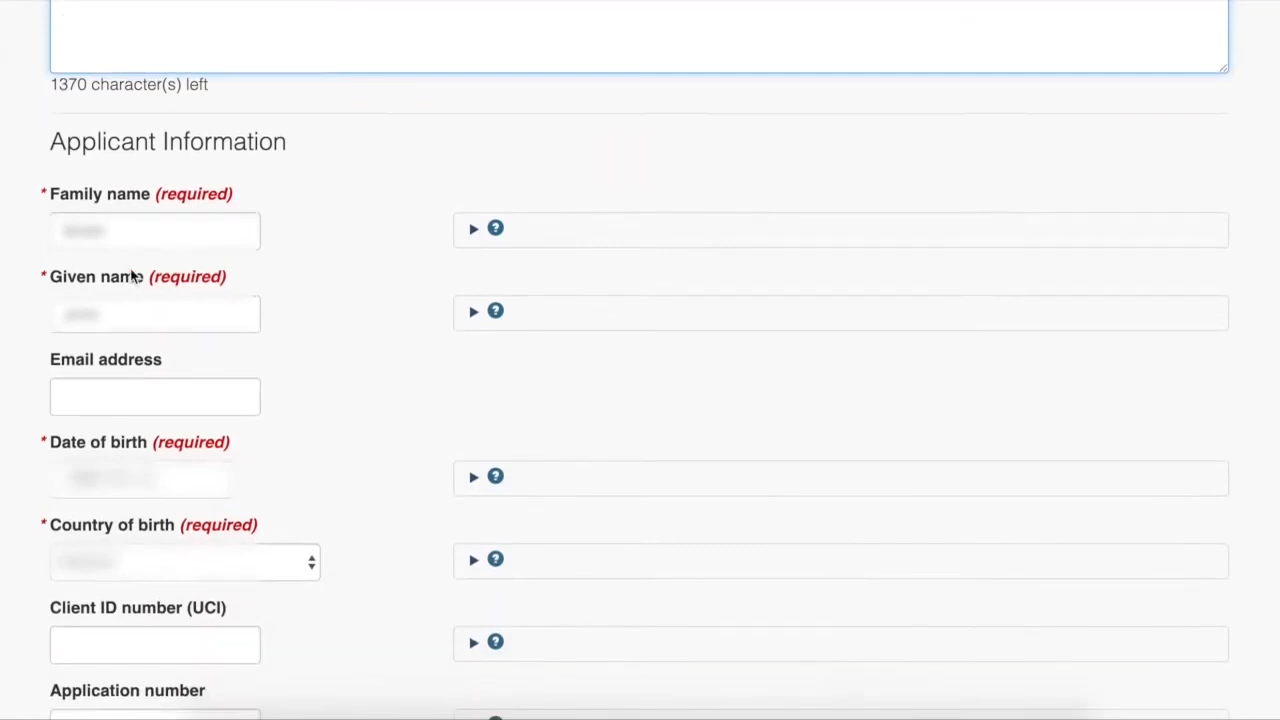 1370 character(s) left
Applicant Information
* Family name (required)
?
* Given name (required)
?
Email address
* Date of birth (required)
?
* Country of birth (required)
?
Client ID number (UCI)
?
Application number